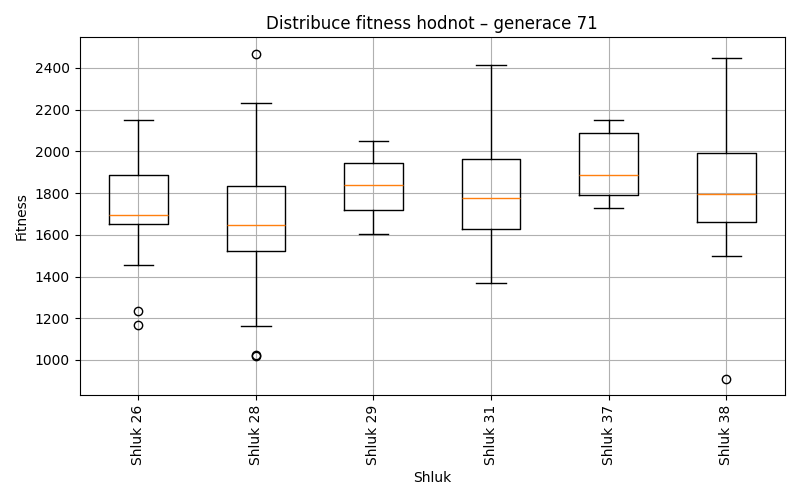 Distribuce fitness hodnot – generace 71
2400
2200
2000
1800
1600
1400
1200
1000
Fitness
Shluk 26
Shluk 28
Shluk 29
Shluk 31
Shluk 37
Shluk 38
Shluk